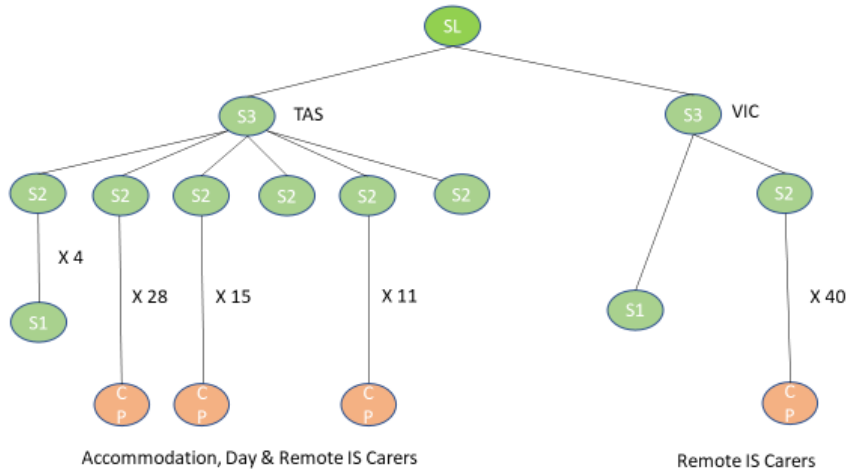 SL
S3 TAS
S3 VIC
S2 S2 S2 S2 S2 S2
S2
X 4
X 28 X 15 X 11
X 40
S1
S1
C
P
C
P
C
P
C
P
Accommodation, Day & Remote IS Carers
Remote IS Carers